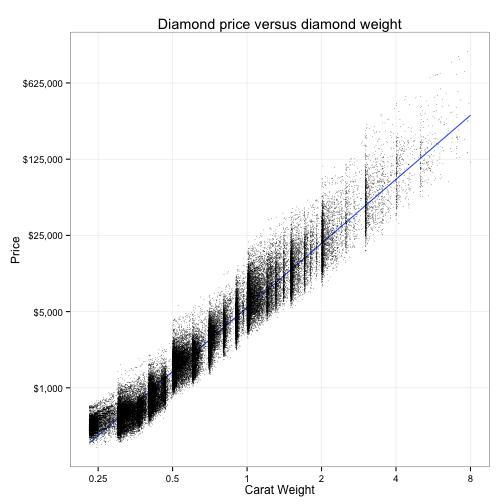 Diamond price versus diamond weight
$625,000
$125,000
$25,000
$5,000
$1,000
Price
0.25 0.5 1 2 4 8
Carat Weight